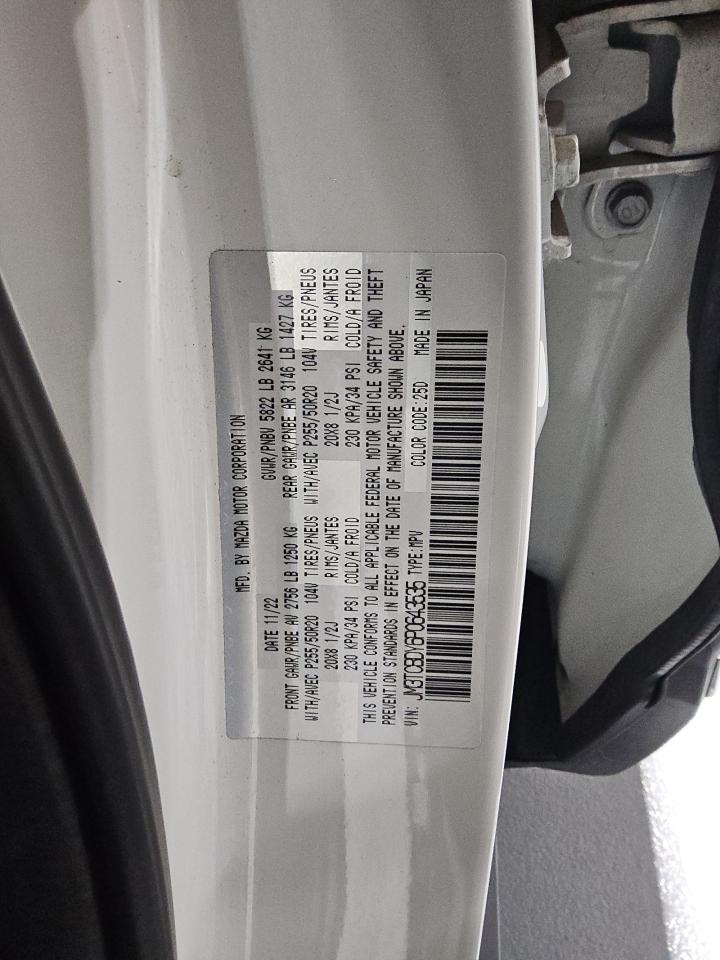 MFD. BY MAZDA MOTOR CORPORATION
DATE 11/22 GVWR/PNBV 5822 LB 2641 KG
FRONT GAWR/PNBE AV 2756 LB 1250 KG REAR GAWR/PNBE AR 3146 LB 1427 KG
WITH/AVEC P255/50R20 104V TIRES/PNEUS WITH/AVEC P255/50R20 104V TIRES/PNEUS
20X8 1/2J RIMS/JANTES 20X8 1/2J RIMS/JANTES
230 KPA/34 PSI COLD/A FROID 230 KPA/34 PSI COLD/A FROID
THIS VEHICLE CONFORMS TO ALL APPLICABLE FEDERAL MOTOR VEHICLE SAFETY AND THEFT
PREVENTION STANDARDS IN EFFECT ON THE DATE OF MANUFACTURE SHOWN ABOVE.
VIN: JM3TCBDY6P0643535 TYPE:MPV COLOR CODE:25D MADE IN JAPAN